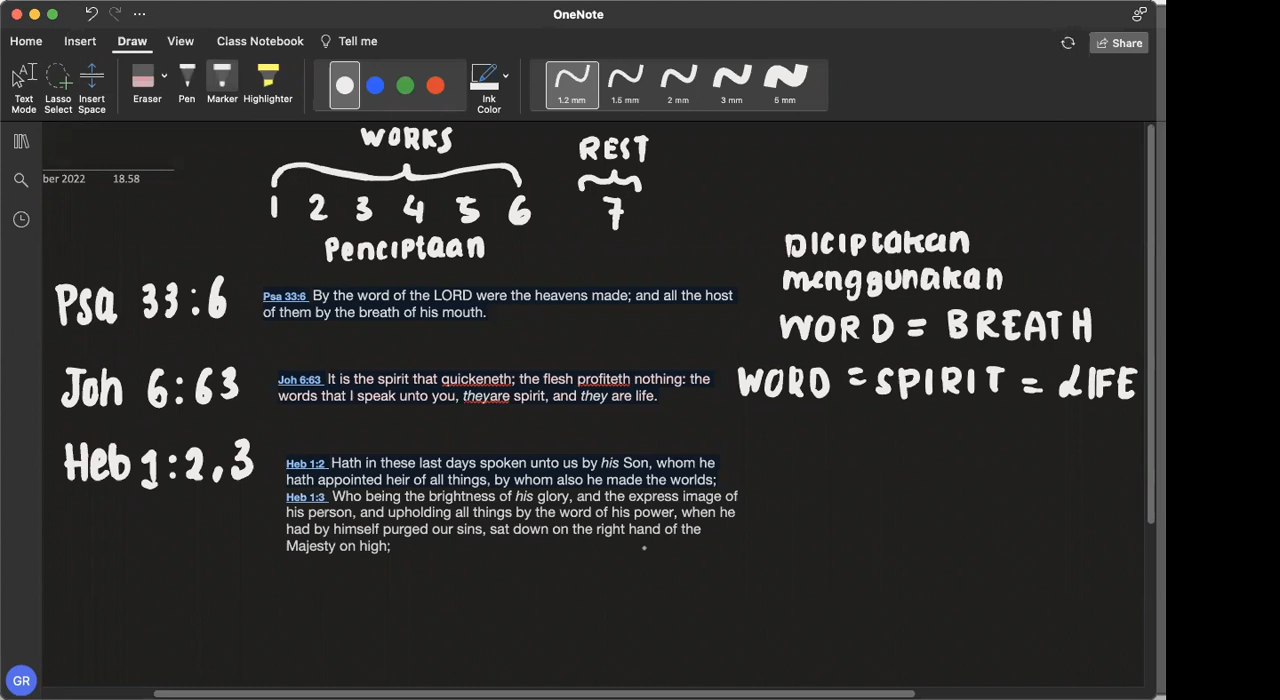 OneNote
Home Insert Draw View Class Notebook Tell me
Share
Text Mode
Lasso Select
Insert Space
Eraser
Pen
Marker
Highlighter
Ink Color
1.2 mm
1.5 mm
2 mm
3 mm
5 mm
ber 2022 18.58
WORKS
REST
1 2 3 4 5 6 7
Penciptaan
DICIPTAKAN
menggunakan
WORD = BREATH
Psa 33:6
Psa 33:6 By the word of the LORD were the heavens made; and all the host
of them by the breath of his mouth.
Joh 6:63
Joh 6:63 It is the spirit that quickeneth; the flesh profiteth nothing: the
words that I speak unto you, theyare spirit, and they are life.
WORD = SPIRIT = LIFE
Heb 1:2,3
Heb 1:2 Hath in these last days spoken unto us by his Son, whom he
hath appointed heir of all things, by whom also he made the worlds;
Heb 1:3 Who being the brightness of his glory, and the express image of
his person, and upholding all things by the word of his power, when he
had by himself purged our sins, sat down on the right hand of the
Majesty on high;
GR